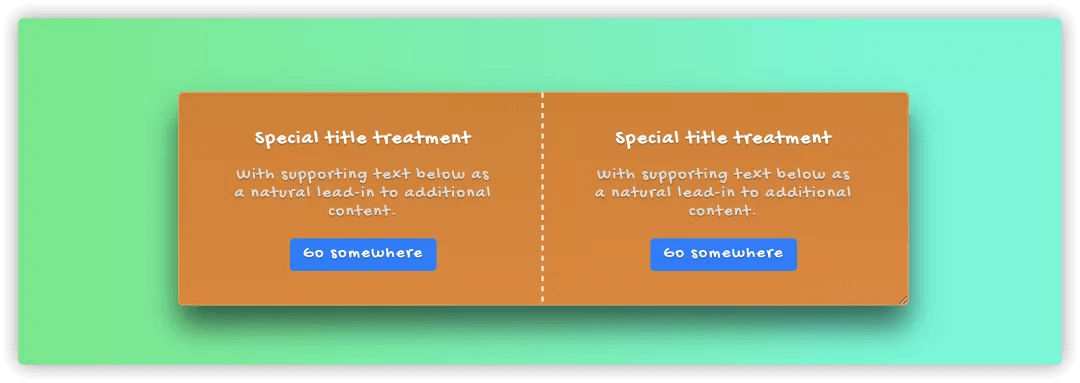 Special title treatment
With supporting text below as
a natural lead-in to additional
content.
Go somewhere
Special title treatment
With supporting text below as
a natural lead-in to additional
content.
Go somewhere